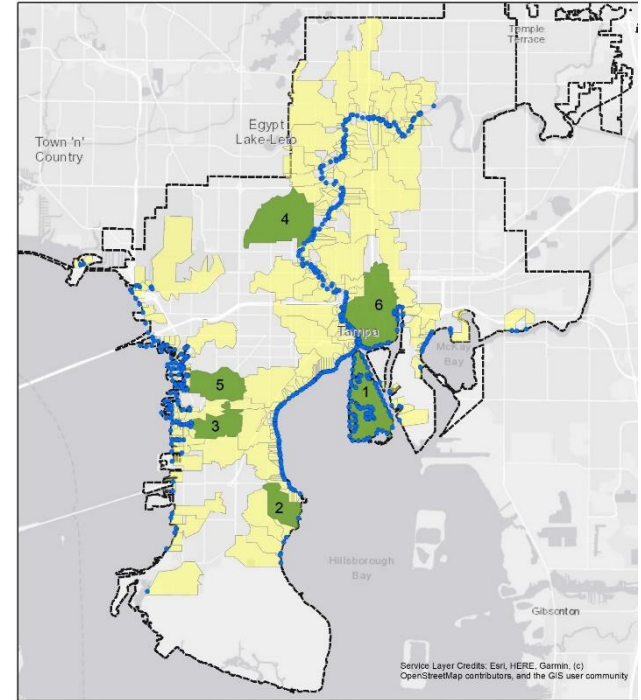 Temple
Terrace
Egypt
Lake-Leto
Town 'n'
Country
4
6
Tampa
McKay
Bay
5
1
3
2
Hillsborough
Bay
Gibsonton
Service Layer Credits: Esri, HERE, Garmin, (c)
OpenStreetMap contributors, and the GIS user community